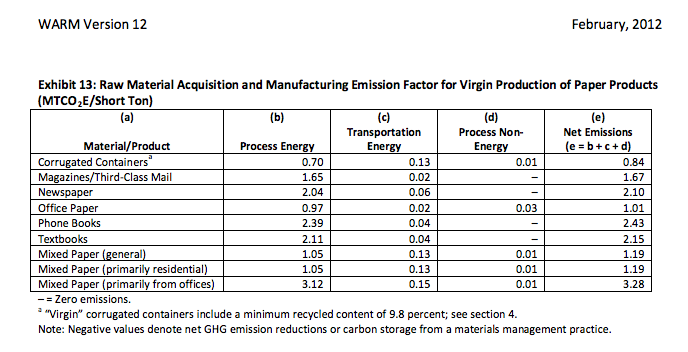 WARM Version 12 February, 2012
Exhibit 13: Raw Material Acquisition and Manufacturing Emission Factor for Virgin Production of Paper Products
(MTCO₂E/Short Ton)
(a) (b) (c) (d) (e)
Transportation Process Non- Net Emissions
Material/Product Process Energy Energy Energy (e = b + c + d)
Corrugated Containersᵃ 0.70 0.13 0.01 0.84
Magazines/Third-Class Mail 1.65 0.02 – 1.67
Newspaper 2.04 0.06 – 2.10
Office Paper 0.97 0.02 0.03 1.01
Phone Books 2.39 0.04 – 2.43
Textbooks 2.11 0.04 – 2.15
Mixed Paper (general) 1.05 0.13 0.01 1.19
Mixed Paper (primarily residential) 1.05 0.13 0.01 1.19
Mixed Paper (primarily from offices) 3.12 0.15 0.01 3.28
– = Zero emissions.
ᵃ "Virgin" corrugated containers include a minimum recycled content of 9.8 percent; see section 4.
Note: Negative values denote net GHG emission reductions or carbon storage from a materials management practice.